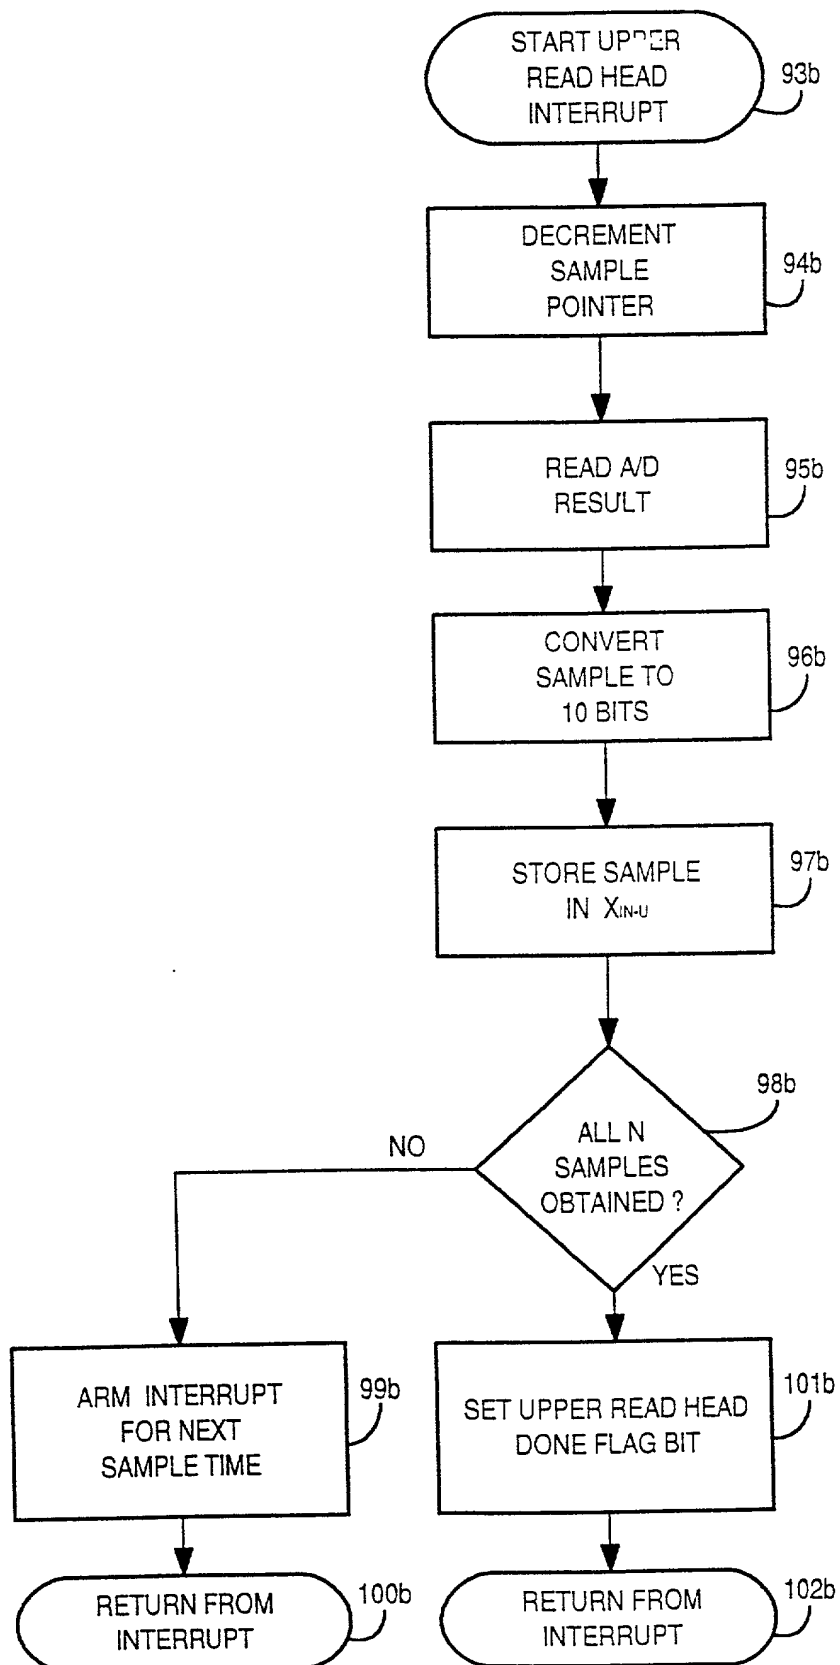 START UPPER
READ HEAD
INTERRUPT
93b
DECREMENT
SAMPLE
POINTER
94b
READ A/D
RESULT
95b
CONVERT
SAMPLE TO
10 BITS
96b
STORE SAMPLE
IN XIN-U
97b
98b
ALL N
SAMPLES
OBTAINED ?
NO
YES
ARM INTERRUPT
FOR NEXT
SAMPLE TIME
99b
SET UPPER READ HEAD
DONE FLAG BIT
101b
RETURN FROM
INTERRUPT
100b
RETURN FROM
INTERRUPT
102b